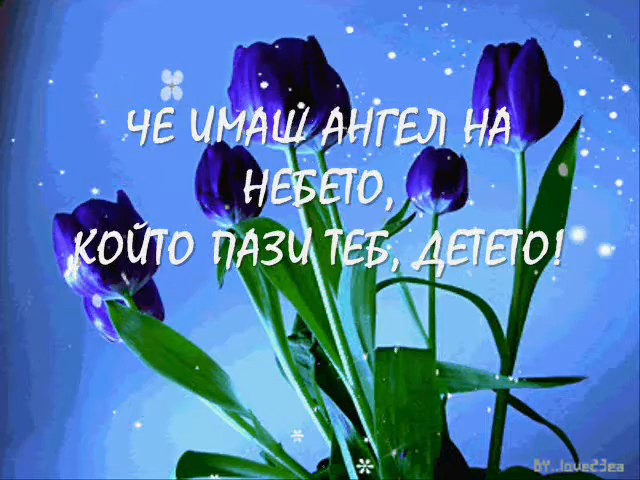 ЧЕ ИМАШ АНГЕЛ НА
НЕБЕТО,
КОЙТО ПАЗИ ТЕБ, ДЕТЕТО!